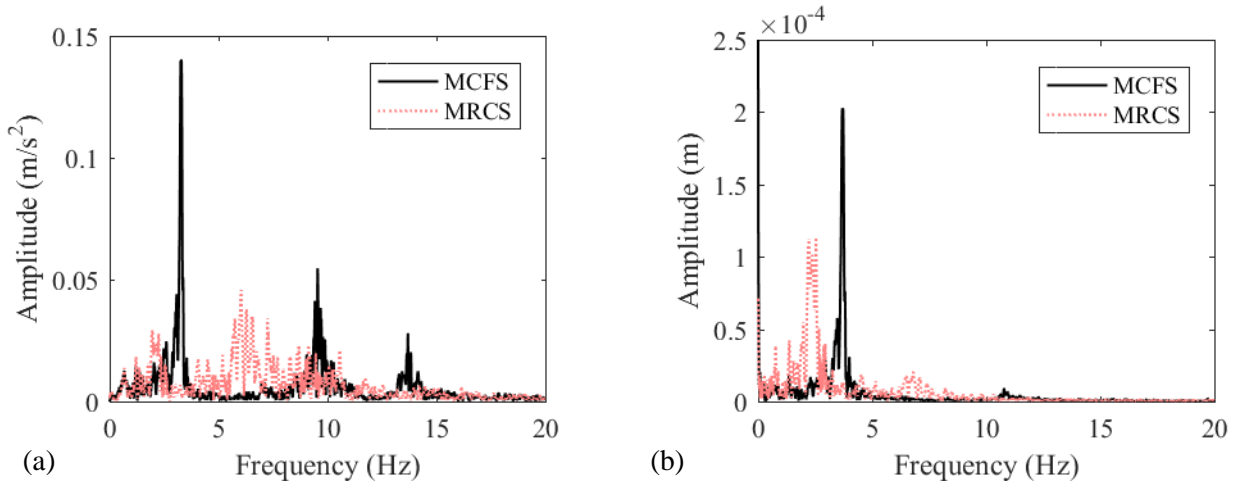 0.15
0.1
0.05
0
Amplitude (m/s²)
MCFS
MRCS
0 5 10 15 20
Frequency (Hz)
(a)
×10⁻⁴
2.5
2
1.5
1
0.5
0
Amplitude (m)
MCFS
MRCS
0 5 10 15 20
Frequency (Hz)
(b)